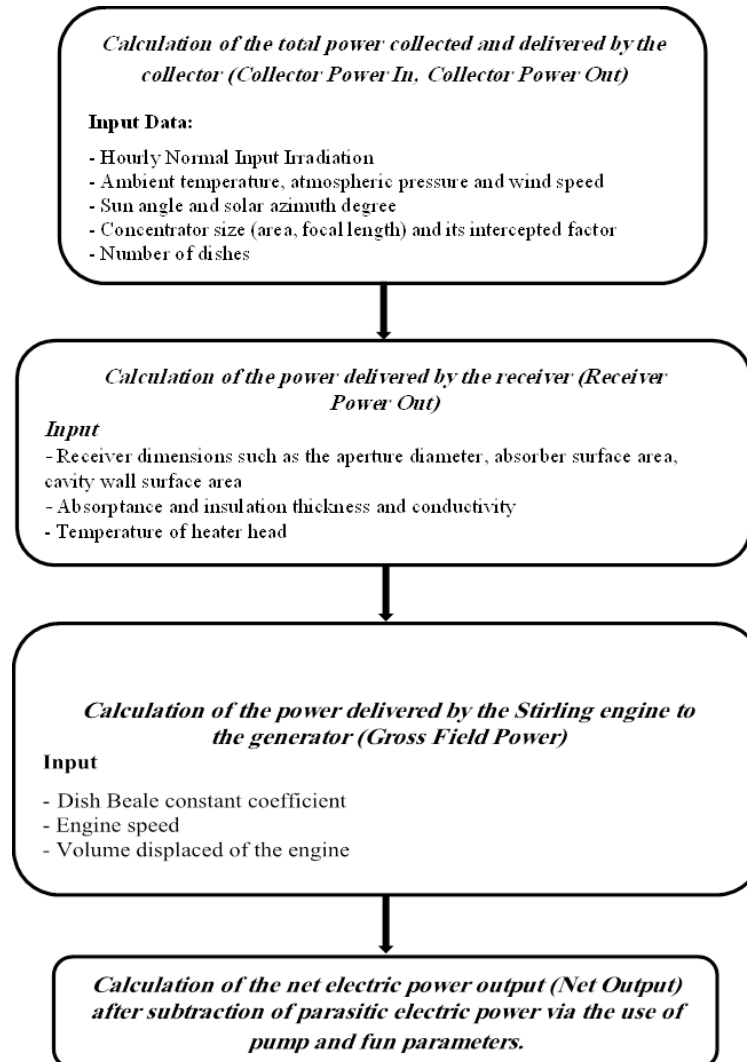 Calculation of the total power collected and delivered by the
collector (Collector Power In, Collector Power Out)
Input Data:
- Hourly Normal Input Irradiation
- Ambient temperature, atmospheric pressure and wind speed
- Sun angle and solar azimuth degree
- Concentrator size (area, focal length) and its intercepted factor
- Number of dishes
Calculation of the power delivered by the receiver (Receiver
Power Out)
Input
- Receiver dimensions such as the aperture diameter, absorber surface area,
cavity wall surface area
- Absorptance and insulation thickness and conductivity
- Temperature of heater head
Calculation of the power delivered by the Stirling engine to
the generator (Gross Field Power)
Input
- Dish Beale constant coefficient
- Engine speed
- Volume displaced of the engine
Calculation of the net electric power output (Net Output)
after subtraction of parasitic electric power via the use of
pump and fun parameters.